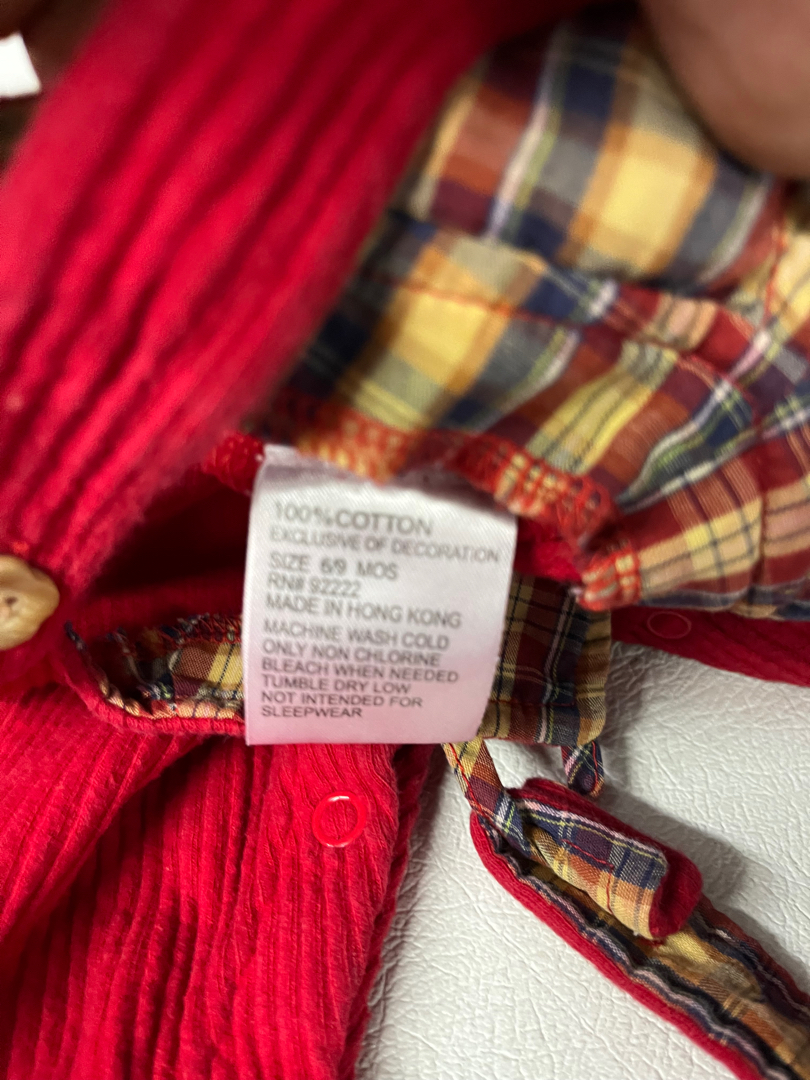 100%COTTON
EXCLUSIVE OF DECORATION
SIZE 6/9 MOS
RN# 92222
MADE IN HONG KONG
MACHINE WASH COLD
ONLY NON CHLORINE
BLEACH WHEN NEEDED
TUMBLE DRY LOW
NOT INTENDED FOR
SLEEPWEAR